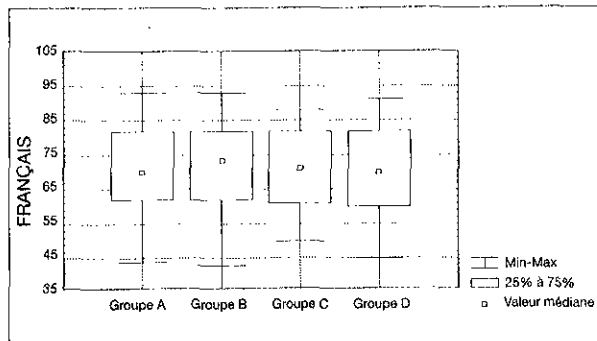 FRANÇAIS
105
95
85
75
65
55
45
35
Groupe A
Groupe B
Groupe C
Groupe D
Min-Max
25% à 75%
Valeur médiane